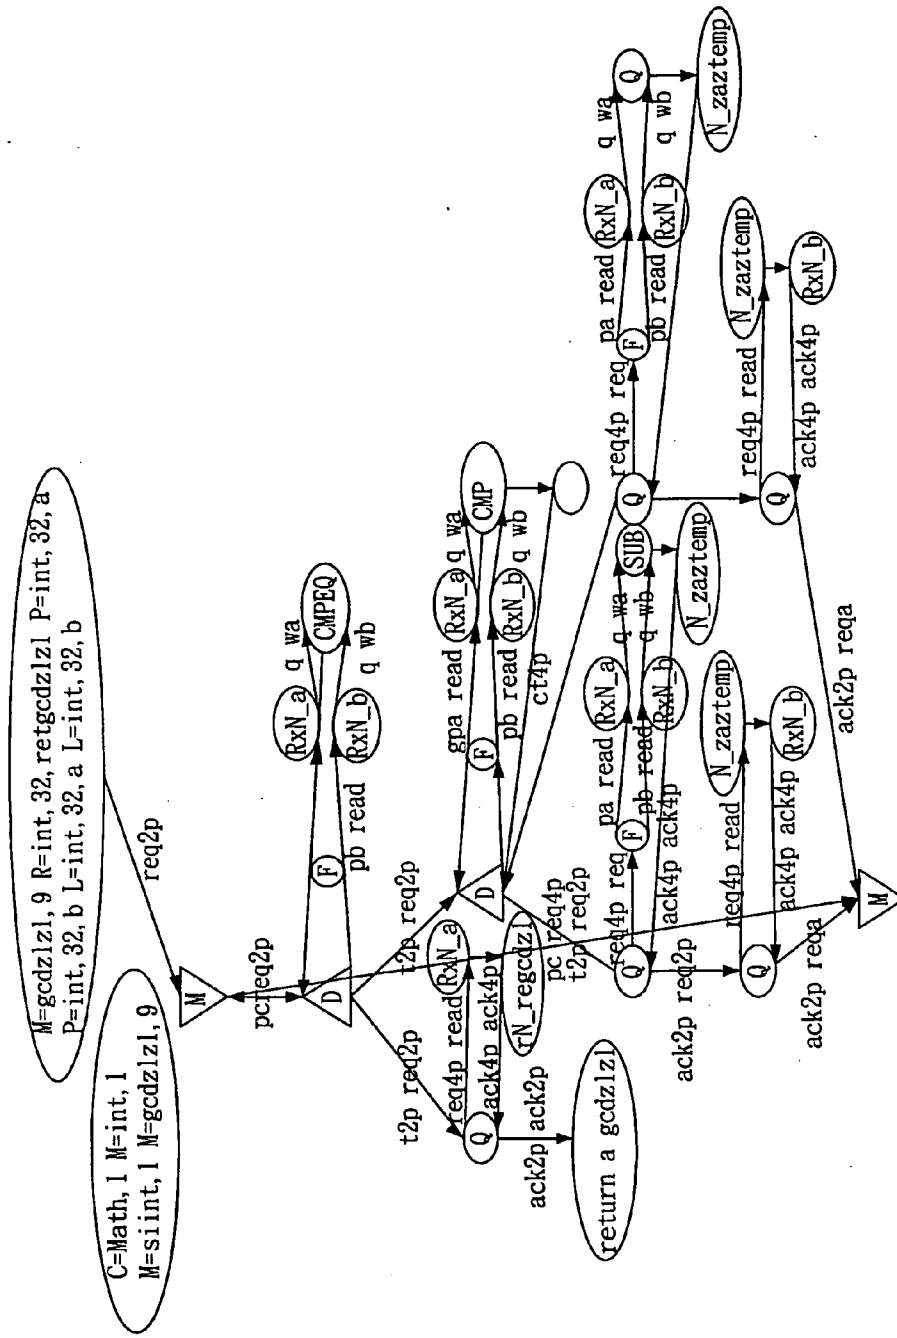 M=gcdzlzl, 9 R=int, 32, retgcdzlzl P=int, 32, a
P=int, 32, b L=int, 32, a L=int, 32, b
C=Math, 1 M=int, 1
M=siint, 1 M=gcdzlzl, 9
req2p
M
pcreq2p
D
F
pb read
RxN_a
RxN_b
q wa
q wb
CMPEQ
t2p req2p
t2p req2p
D
F
gpa read
pb read
RxN_a
RxN_b
q wa
q wb
CMP
ct4p
Q
req4p read
ack4p ack4p
RxN_a
rN_regcdzl
ack2p ack2p
return a gcdzlzl
pc req4p
t2p req2p
Q
req4p req
ack4p ack4p
F
pa read
pb read
RxN_a
RxN_b
q wa
q wb
SUB
N_zaztemp
Q
req4p req
F
pa read
pb read
RxN_a
RxN_b
q wa
q wb
Q
N_zaztemp
ack2p req2p
Q
req4p read
ack4p ack4p
N_zaztemp
RxN_b
Q
req4p read
ack4p ack4p
N_zaztemp
RxN_b
ack2p reqa
ack2p reqa
M